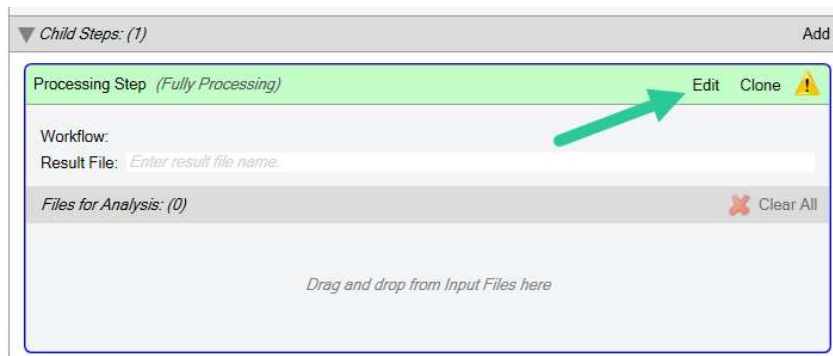 Child Steps: (1) Add
Processing Step (Fully Processing) Edit Clone
Workflow:
Result File: Enter result file name.
Files for Analysis: (0) Clear All
Drag and drop from Input Files here